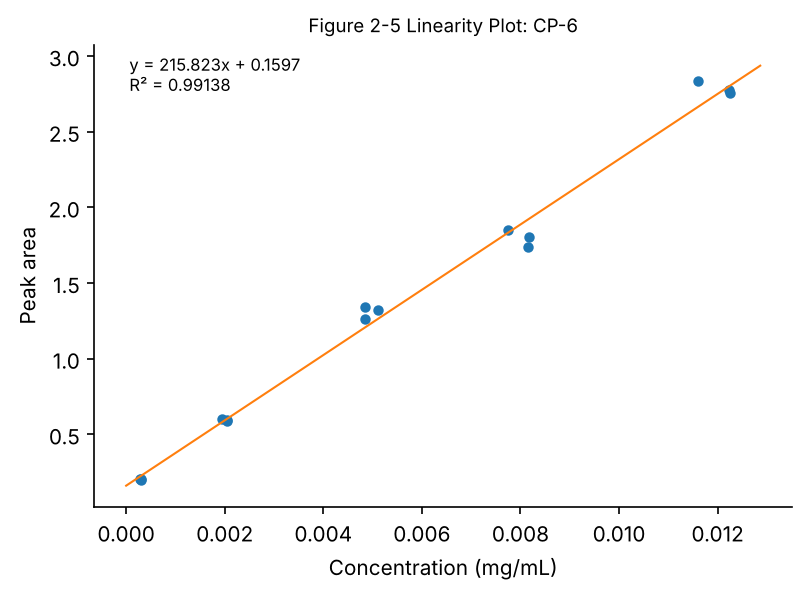 Figure 2-5 Linearity Plot: CP-6
y = 215.823x + 0.1597
R² = 0.99138
3.0
2.5
2.0
1.5
1.0
0.5
Peak area
0.000 0.002 0.004 0.006 0.008 0.010 0.012
Concentration (mg/mL)